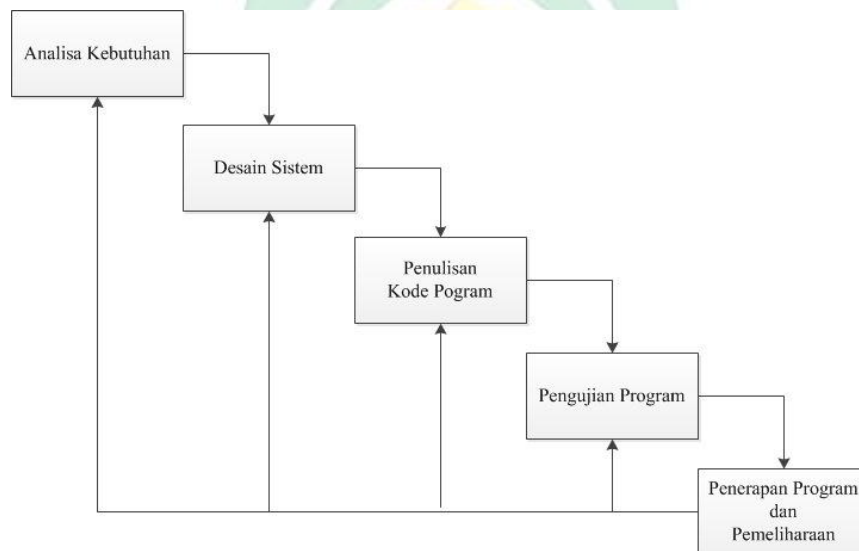 Analisa Kebutuhan
Desain Sistem
Penulisan
Kode Pogram
Pengujian Program
Penerapan Program
dan
Pemeliharaan